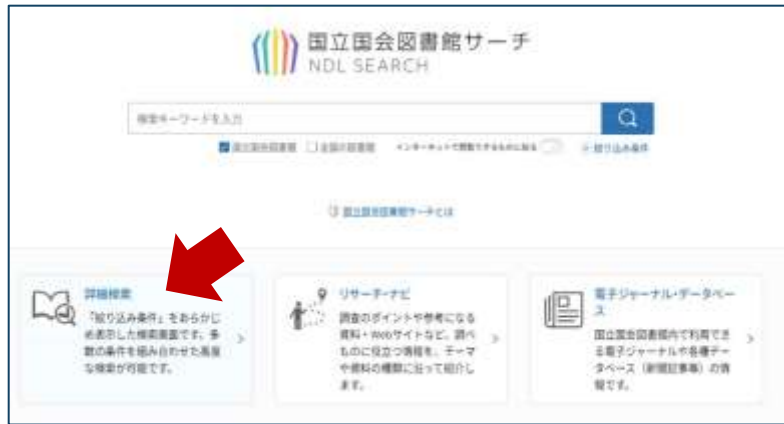 国立国会図書館サーチ
NDL SEARCH
検索キーワードを入力
国立国会図書館 全国の図書館 インターネットで閲覧できるものに絞る 絞り込み条件
国立国会図書館サーチとは
詳細検索
「絞り込み条件」をあらかじ
め表示した検索画面です。多
数の条件を組み合わせた高度
な検索が可能です。
リサーチ・ナビ
調査のポイントや参考になる
資料・Webサイトなど、調べ
ものに役立つ情報を、テーマ
や資料の種類に沿って紹介し
ます。
電子ジャーナル・データベー
ス
国立国会図書館内で利用でき
る電子ジャーナルや各種デー
タベース（新聞記事等）の情
報です。